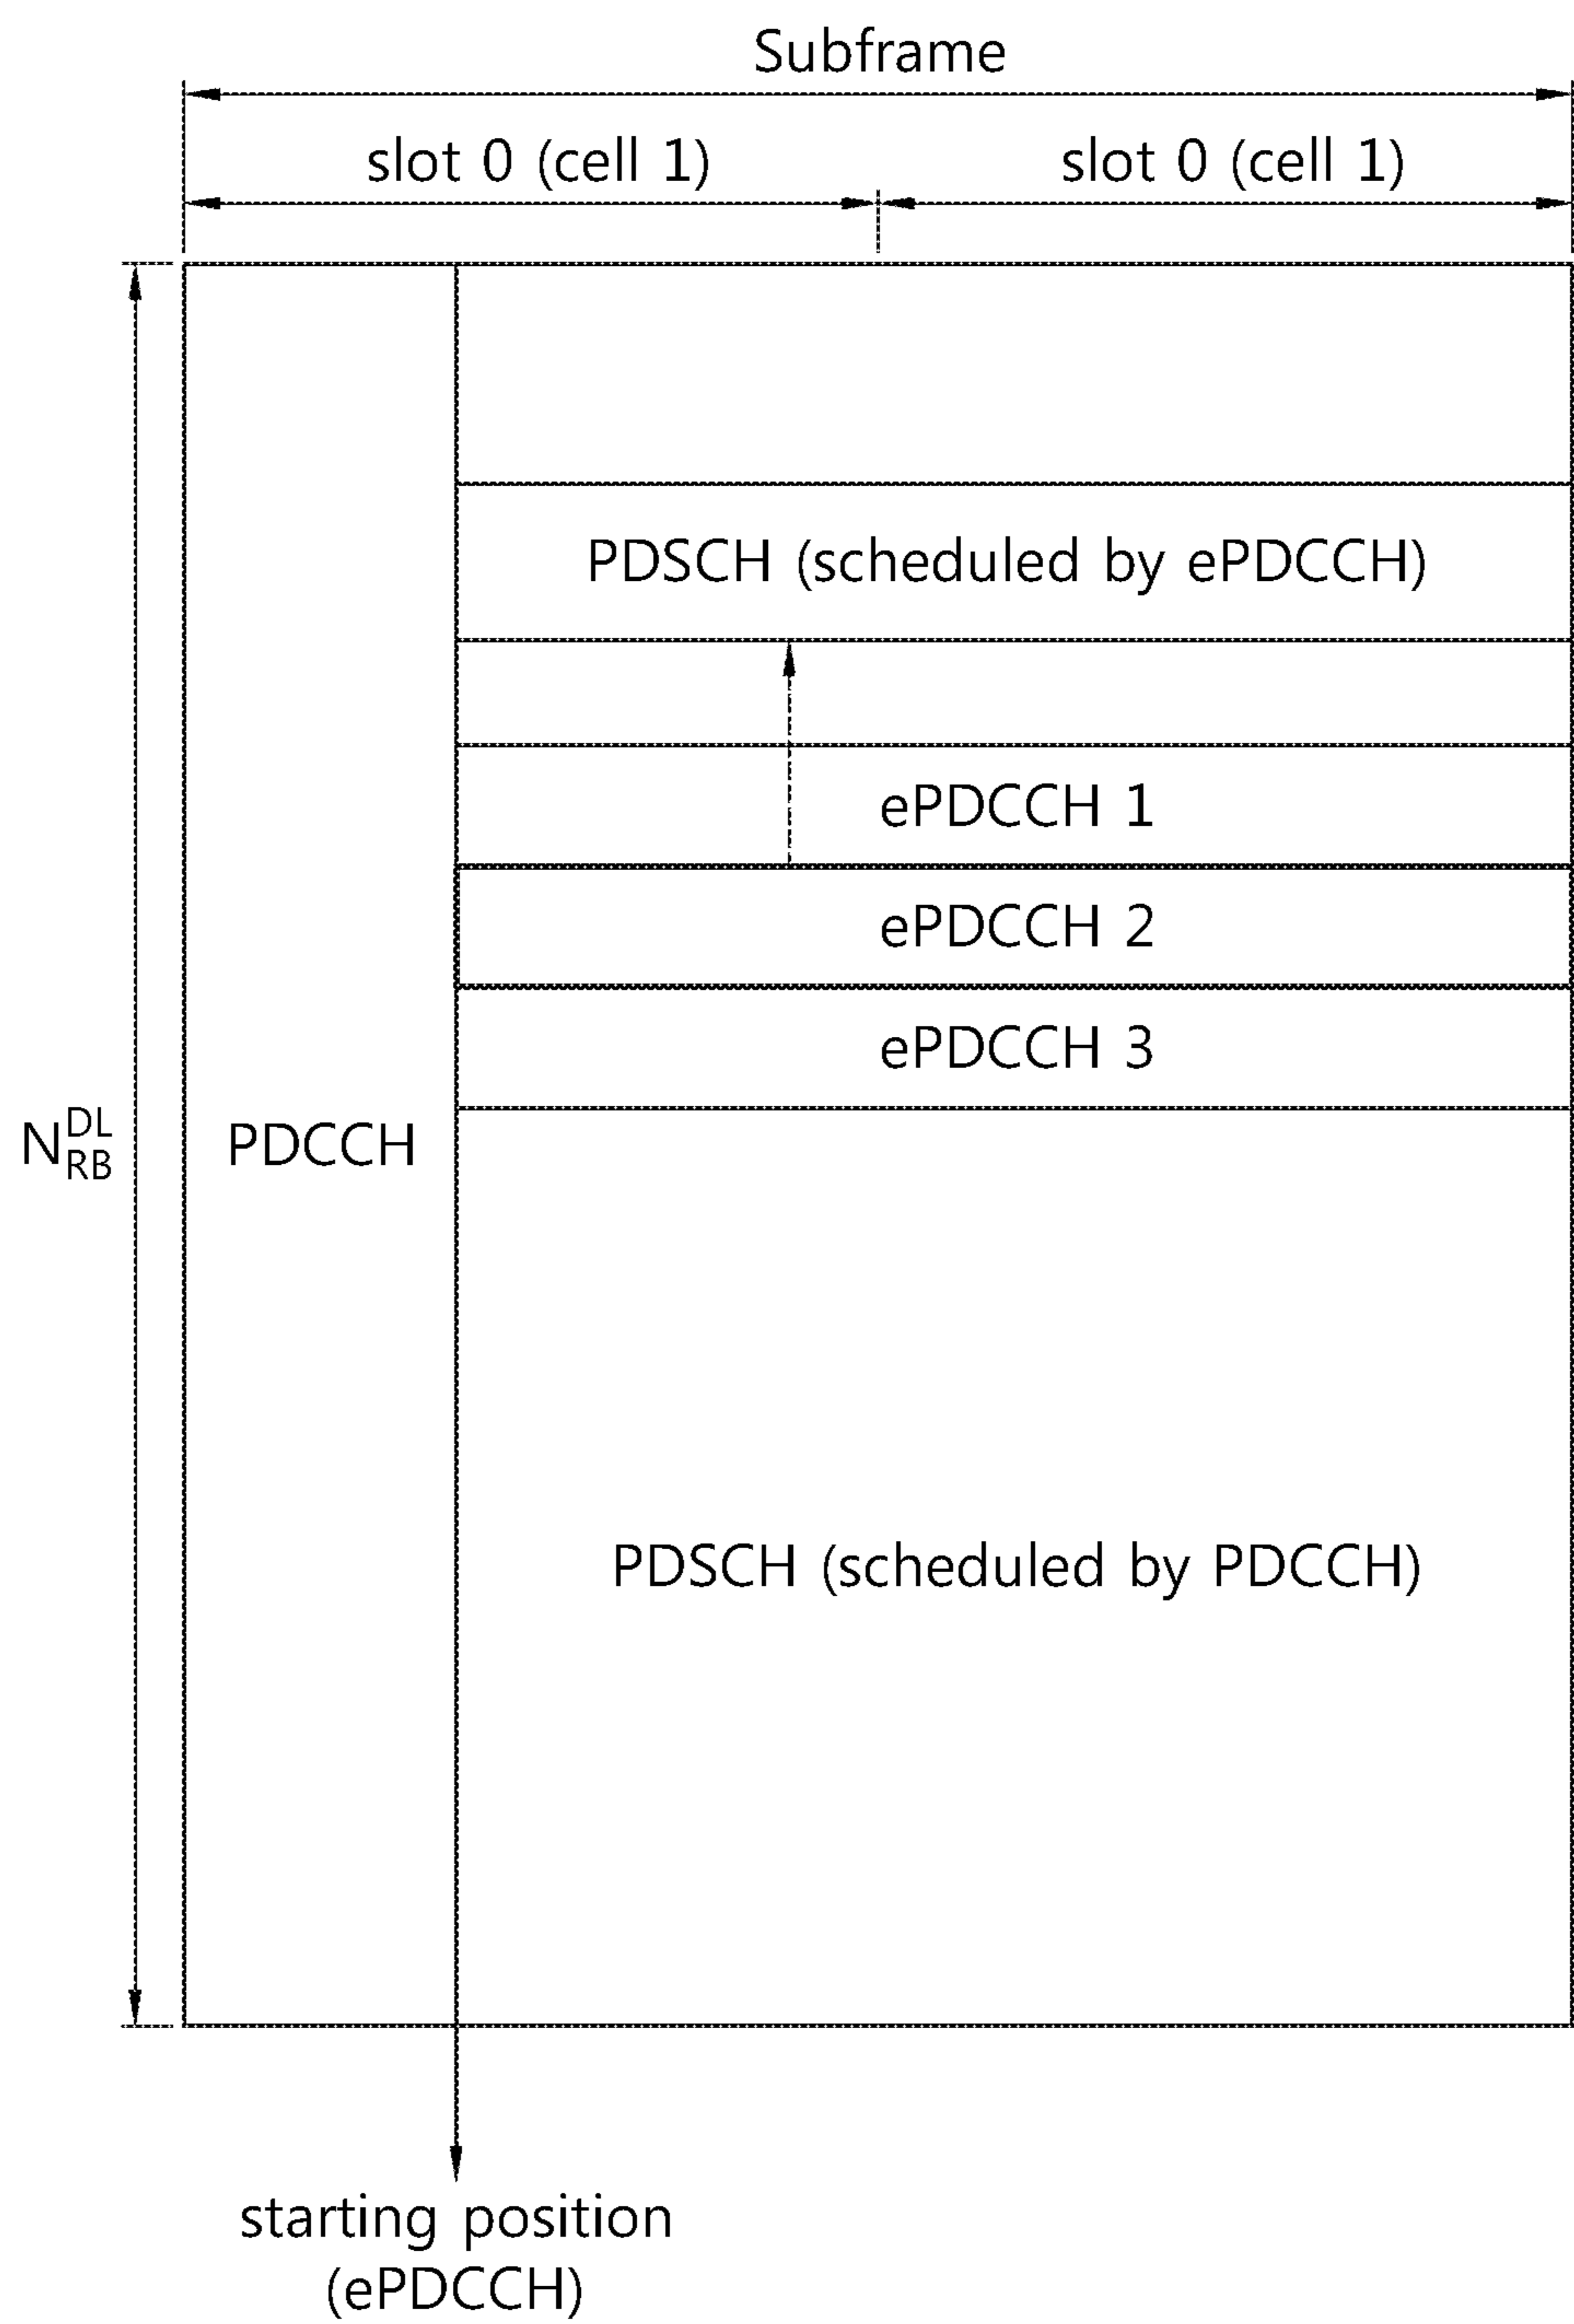 Subframe
slot 0 (cell 1) slot 0 (cell 1)
PDSCH (scheduled by ePDCCH)
ePDCCH 1
ePDCCH 2
ePDCCH 3
N^DL_RB
PDCCH
PDSCH (scheduled by PDCCH)
starting position
(ePDCCH)